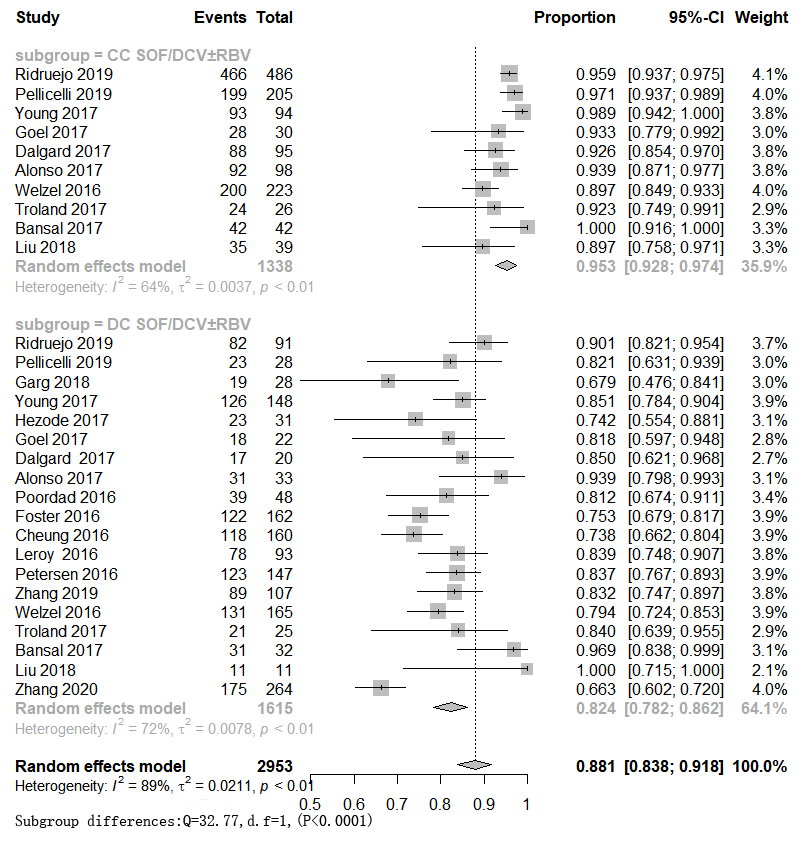 Study Events Total Proportion 95%-CI Weight
subgroup = CC SOF/DCV±RBV
Ridruejo 2019 466 486 0.959 [0.937; 0.975] 4.1%
Pellicelli 2019 199 205 0.971 [0.937; 0.989] 4.0%
Young 2017 93 94 0.989 [0.942; 1.000] 3.8%
Goel 2017 28 30 0.933 [0.779; 0.992] 3.0%
Dalgard 2017 88 95 0.926 [0.854; 0.970] 3.8%
Alonso 2017 92 98 0.939 [0.871; 0.977] 3.8%
Welzel 2016 200 223 0.897 [0.849; 0.933] 4.0%
Troland 2017 24 26 0.923 [0.749; 0.991] 2.9%
Bansal 2017 42 42 1.000 [0.916; 1.000] 3.3%
Liu 2018 35 39 0.897 [0.758; 0.971] 3.3%
Random effects model 1338 0.953 [0.928; 0.974] 35.9%
Heterogeneity: I² = 64%, τ² = 0.0037, p < 0.01
subgroup = DC SOF/DCV±RBV
Ridruejo 2019 82 91 0.901 [0.821; 0.954] 3.7%
Pellicelli 2019 23 28 0.821 [0.631; 0.939] 3.0%
Garg 2018 19 28 0.679 [0.476; 0.841] 3.0%
Young 2017 126 148 0.851 [0.784; 0.904] 3.9%
Hezode 2017 23 31 0.742 [0.554; 0.881] 3.1%
Goel 2017 18 22 0.818 [0.597; 0.948] 2.8%
Dalgard 2017 17 20 0.850 [0.621; 0.968] 2.7%
Alonso 2017 31 33 0.939 [0.798; 0.993] 3.1%
Poordad 2016 39 48 0.812 [0.674; 0.911] 3.4%
Foster 2016 122 162 0.753 [0.679; 0.817] 3.9%
Cheung 2016 118 160 0.738 [0.662; 0.804] 3.9%
Leroy 2016 78 93 0.839 [0.748; 0.907] 3.8%
Petersen 2016 123 147 0.837 [0.767; 0.893] 3.9%
Zhang 2019 89 107 0.832 [0.747; 0.897] 3.8%
Welzel 2016 131 165 0.794 [0.724; 0.853] 3.9%
Troland 2017 21 25 0.840 [0.639; 0.955] 2.9%
Bansal 2017 31 32 0.969 [0.838; 0.999] 3.1%
Liu 2018 11 11 1.000 [0.715; 1.000] 2.1%
Zhang 2020 175 264 0.663 [0.602; 0.720] 4.0%
Random effects model 1615 0.824 [0.782; 0.862] 64.1%
Heterogeneity: I² = 72%, τ² = 0.0078, p < 0.01
Random effects model 2953 0.881 [0.838; 0.918] 100.0%
Heterogeneity: I² = 89%, τ² = 0.0211, p < 0.01
0.5 0.6 0.7 0.8 0.9 1
Subgroup differences:Q=32.77,d.f=1,(P<0.0001)